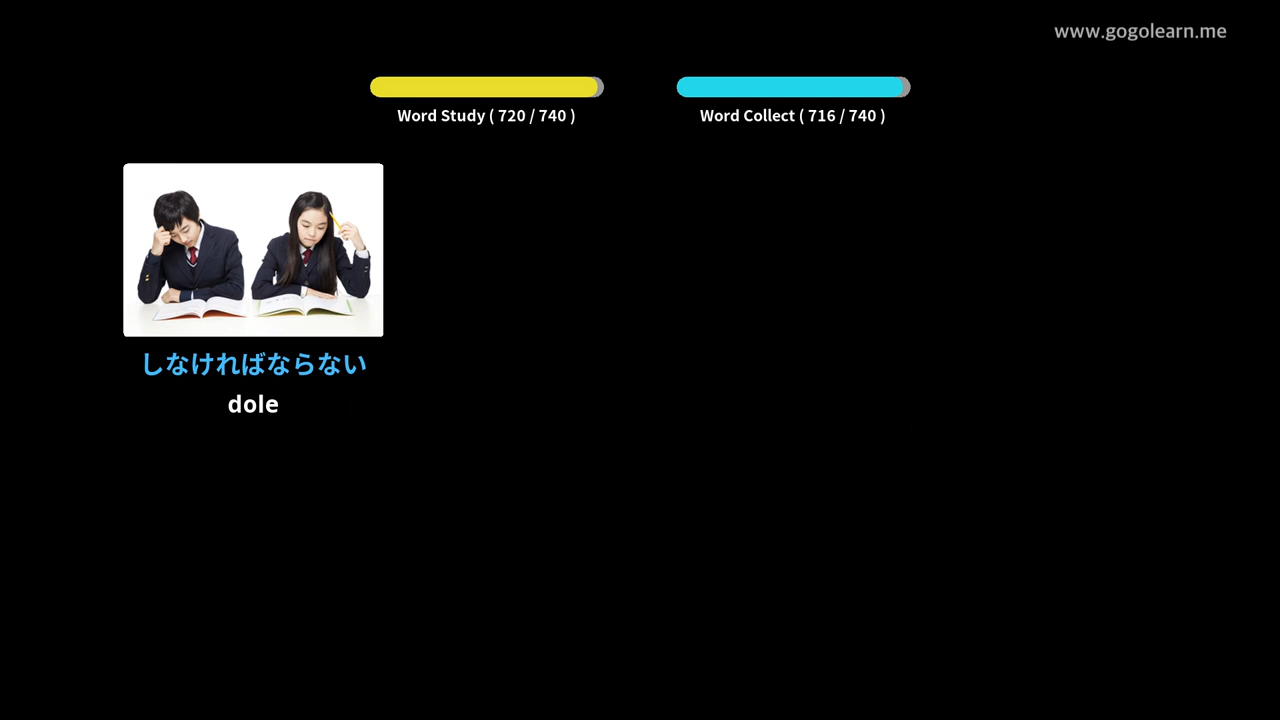 www.gogolearn.me
Word Study ( 720 / 740 )
Word Collect ( 716 / 740 )
しなければならない
dole